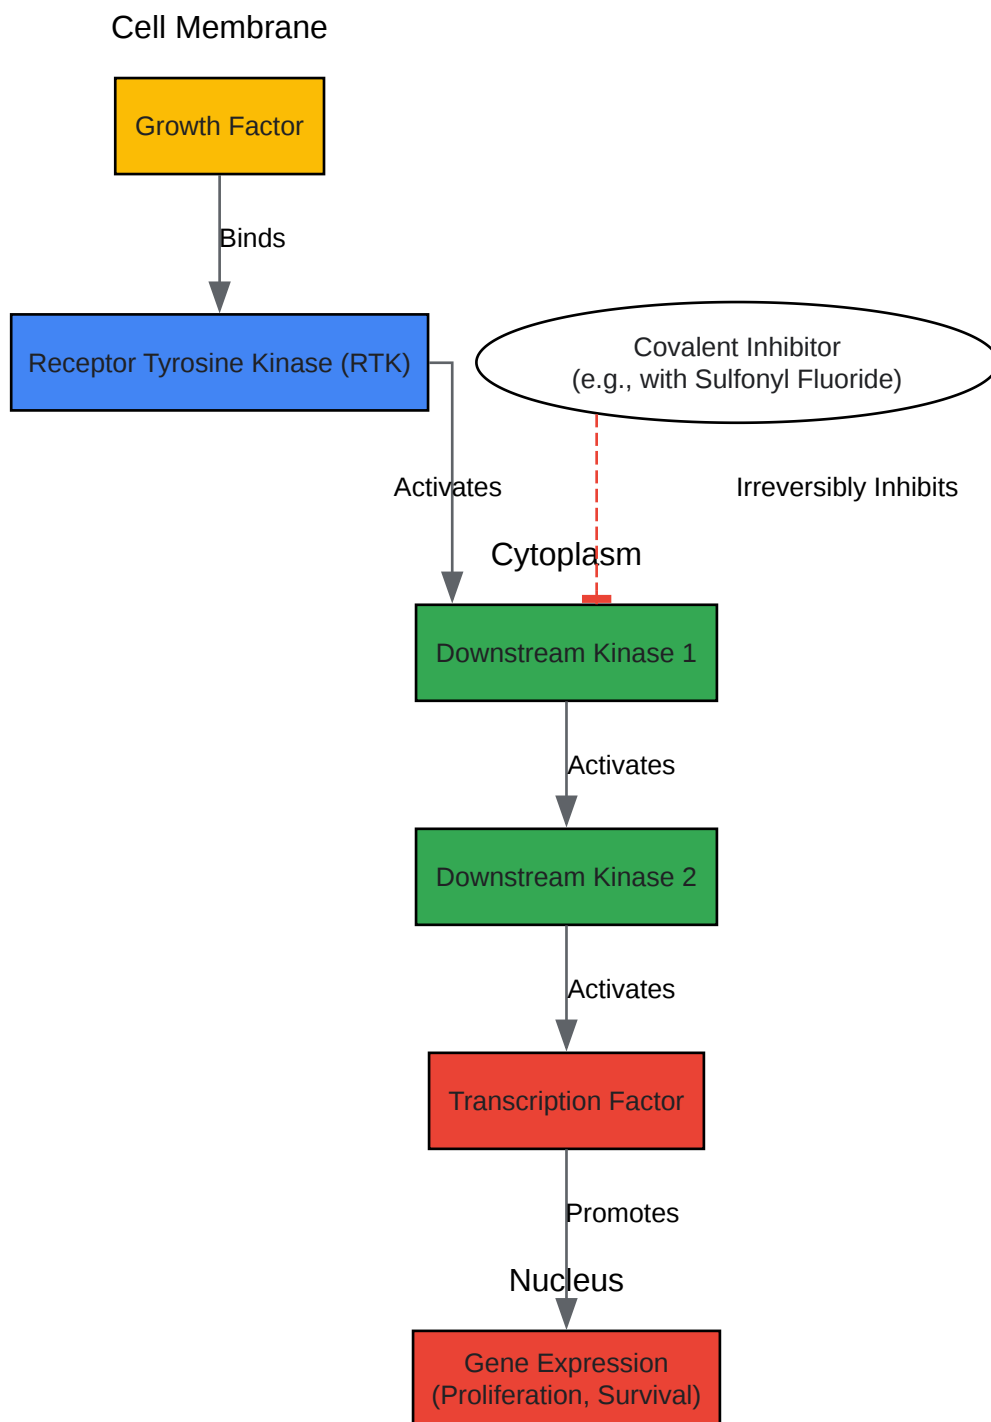 Cell Membrane
Growth Factor
Binds
Receptor Tyrosine Kinase (RTK)
Covalent Inhibitor
(e.g., with Sulfonyl Fluoride)
Activates
Irreversibly Inhibits
Cytoplasm
Downstream Kinase 1
Activates
Downstream Kinase 2
Activates
Transcription Factor
Promotes
Nucleus
Gene Expression
(Proliferation, Survival)